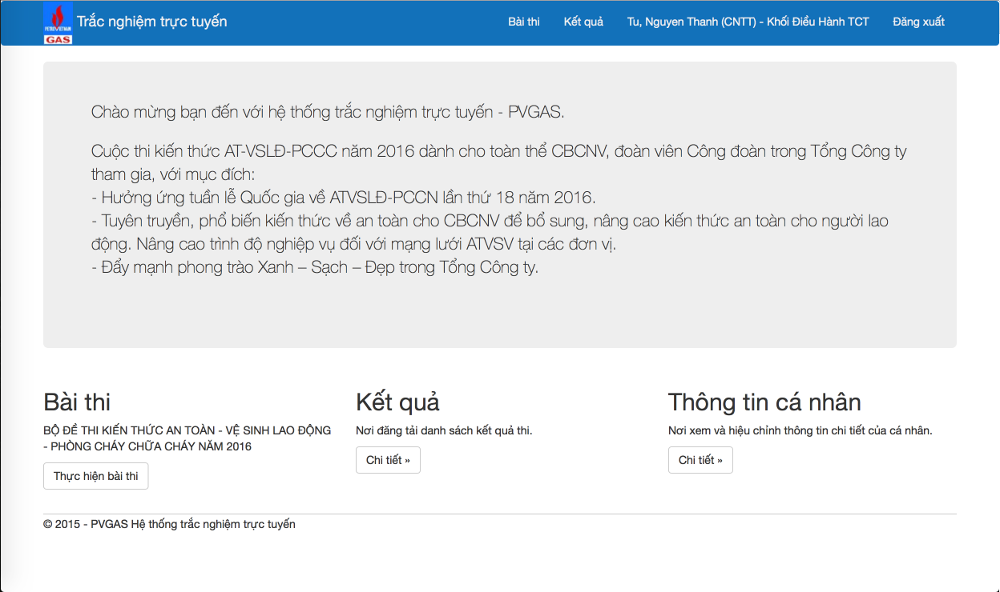 PETROVIETNAM
GAS
Trắc nghiệm trực tuyến
Bài thi
Kết quả
Tu, Nguyen Thanh (CNTT) - Khối Điều Hành TCT
Đăng xuất
Chào mừng bạn đến với hệ thống trắc nghiệm trực tuyến - PVGAS.
Cuộc thi kiến thức AT-VSLĐ-PCCC năm 2016 dành cho toàn thể CBCNV, đoàn viên Công đoàn trong Tổng Công ty
tham gia, với mục đích:
- Hưởng ứng tuần lễ Quốc gia về ATVSLĐ-PCCN lần thứ 18 năm 2016.
- Tuyên truyền, phổ biến kiến thức về an toàn cho CBCNV để bổ sung, nâng cao kiến thức an toàn cho người lao
động. Nâng cao trình độ nghiệp vụ đối với mạng lưới ATVSV tại các đơn vị.
- Đẩy mạnh phong trào Xanh – Sạch – Đẹp trong Tổng Công ty.
Bài thi
BỘ ĐỀ THI KIẾN THỨC AN TOÀN - VỆ SINH LAO ĐỘNG
- PHÒNG CHÁY CHỮA CHÁY NĂM 2016
Thực hiện bài thi
Kết quả
Nơi đăng tải danh sách kết quả thi.
Chi tiết »
Thông tin cá nhân
Nơi xem và hiệu chỉnh thông tin chi tiết của cá nhân.
Chi tiết »
© 2015 - PVGAS Hệ thống trắc nghiệm trực tuyến